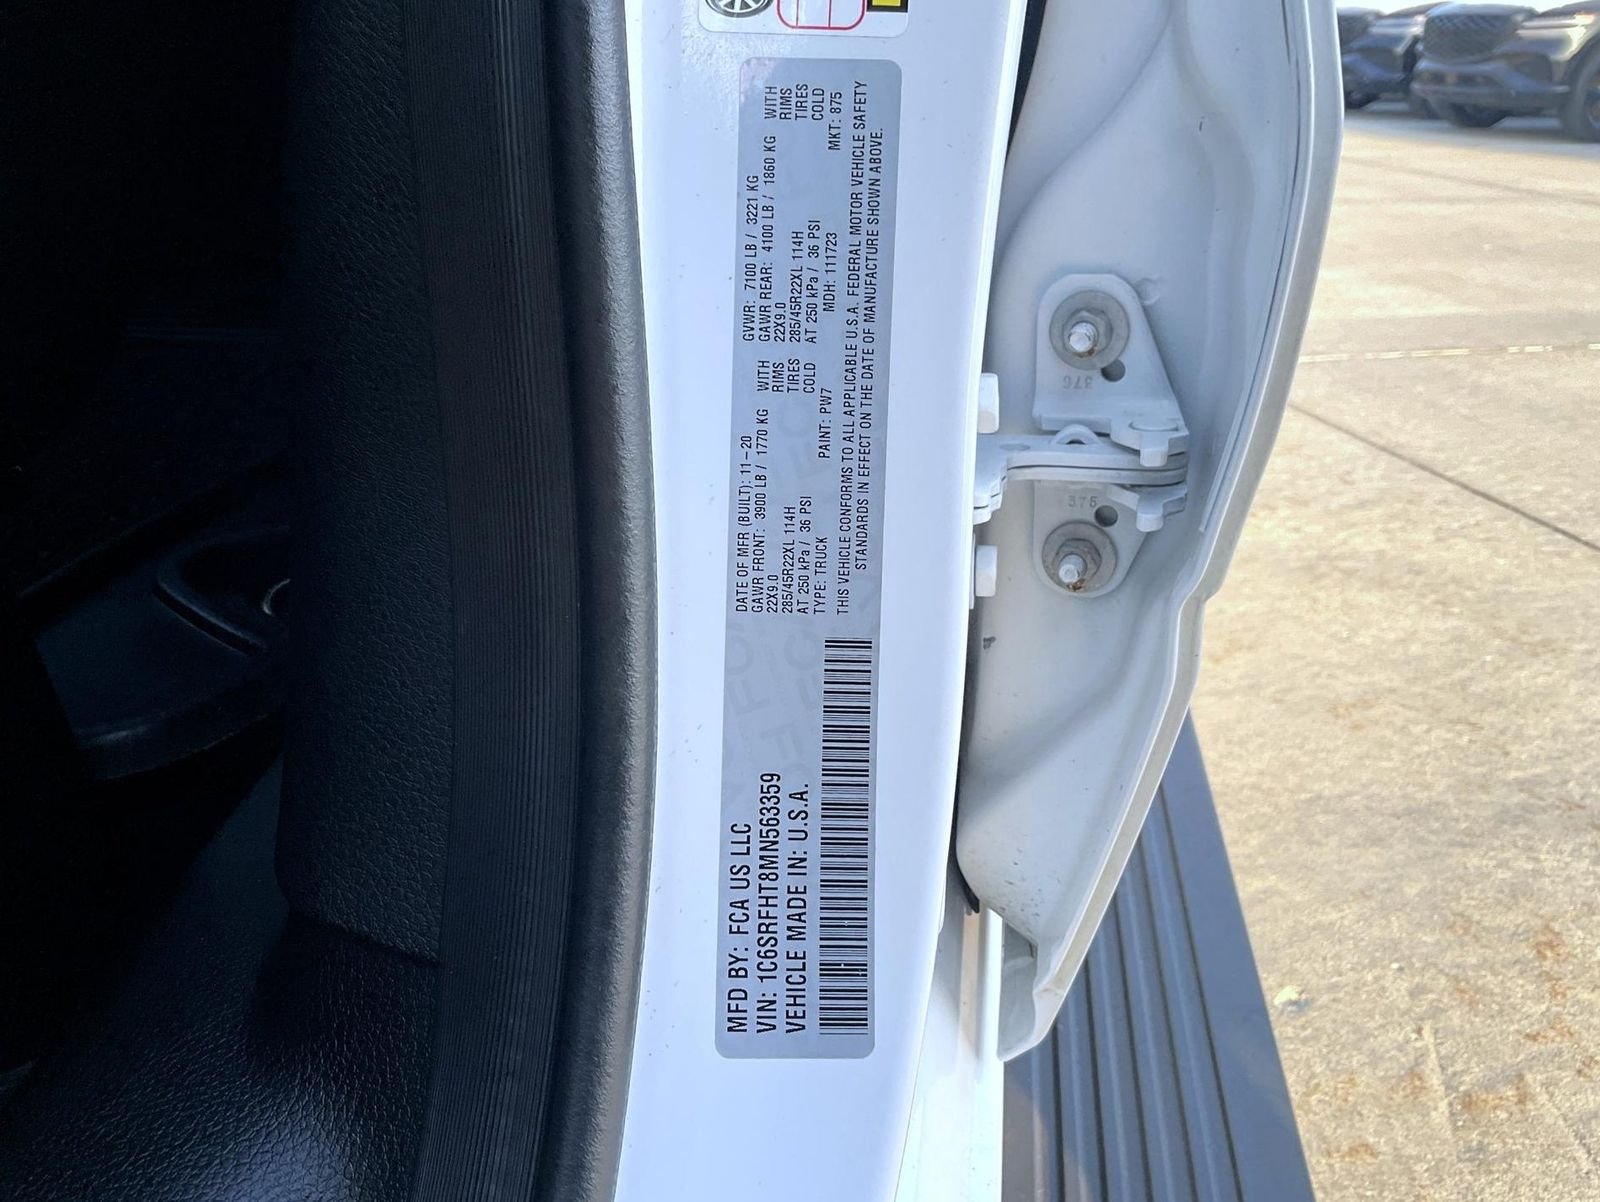 MFD BY: FCA US LLC
VIN: 1C6SRFHT8MN563359
VEHICLE MADE IN: U.S.A.
DATE OF MFR (BUILT): 11-20
GAWR FRONT: 3900 LB / 1770 KG WITH
22X9.0 RIMS
285/45R22XL 114H TIRES
AT 250 kPa / 36 PSI COLD
GVWR: 7100 LB / 3221 KG
GAWR REAR: 4100 LB / 1860 KG WITH
22X9.0 RIMS
285/45R22XL 114H TIRES
AT 250 kPa / 36 PSI COLD
TYPE: TRUCK PAINT: PW7 MDH: 111723 MKT: 875
THIS VEHICLE CONFORMS TO ALL APPLICABLE U.S.A. FEDERAL MOTOR VEHICLE SAFETY
STANDARDS IN EFFECT ON THE DATE OF MANUFACTURE SHOWN ABOVE.
376
375